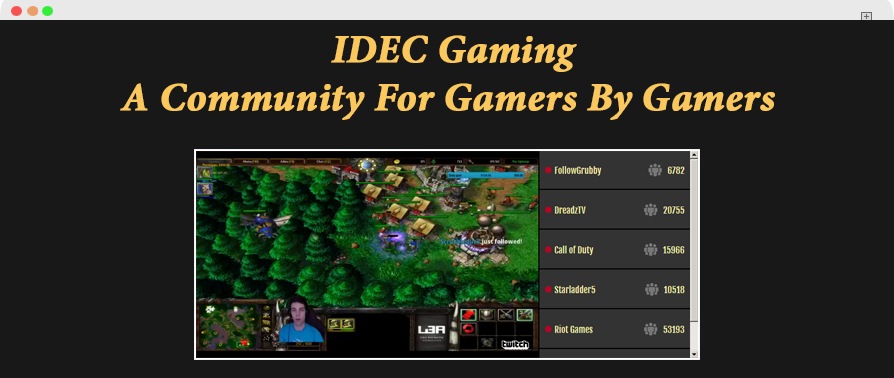 IDEC Gaming
A Community For Gamers By Gamers
just followed!
L3A
twitch
FollowGrubby 6782
DreadzTV 20755
Call of Duty 15966
Starladder5 10518
Riot Games 53193